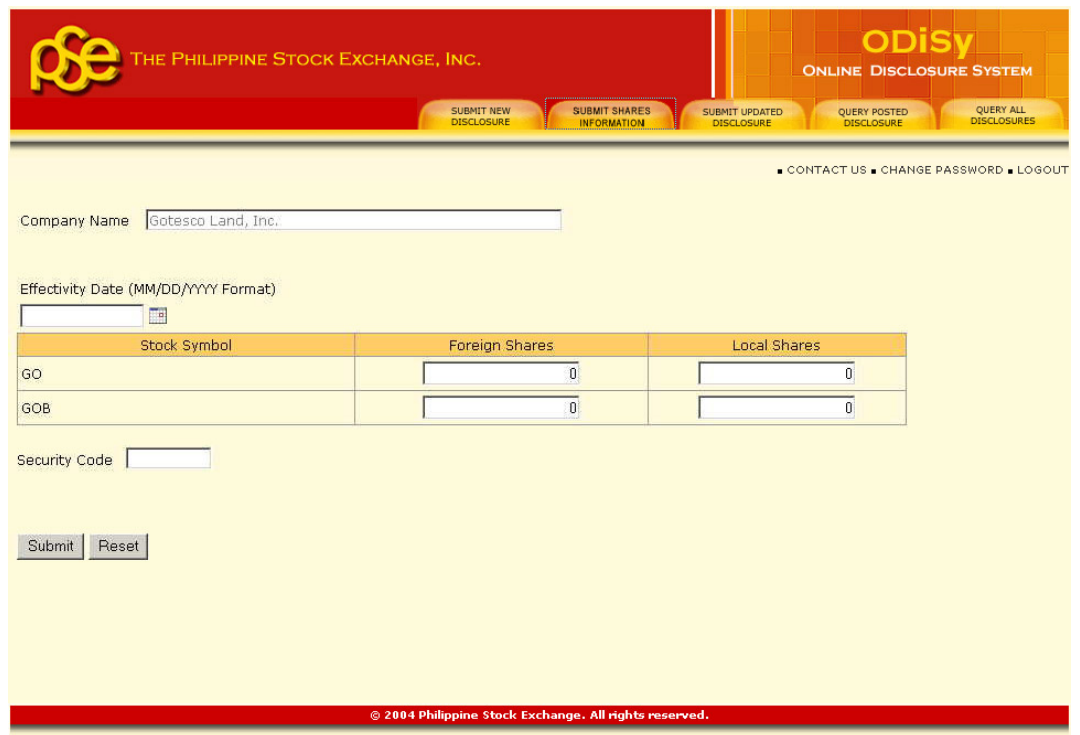 pse THE PHILIPPINE STOCK EXCHANGE, INC.
ODiSy
ONLINE DISCLOSURE SYSTEM
SUBMIT NEW DISCLOSURE
SUBMIT SHARES INFORMATION
SUBMIT UPDATED DISCLOSURE
QUERY POSTED DISCLOSURE
QUERY ALL DISCLOSURES
CONTACT US CHANGE PASSWORD LOGOUT
Company Name Gotesco Land, Inc.
Effectivity Date (MM/DD/YYYY Format)
Stock Symbol Foreign Shares Local Shares
GO 0 0
GOB 0 0
Security Code
Submit Reset
© 2004 Philippine Stock Exchange. All rights reserved.